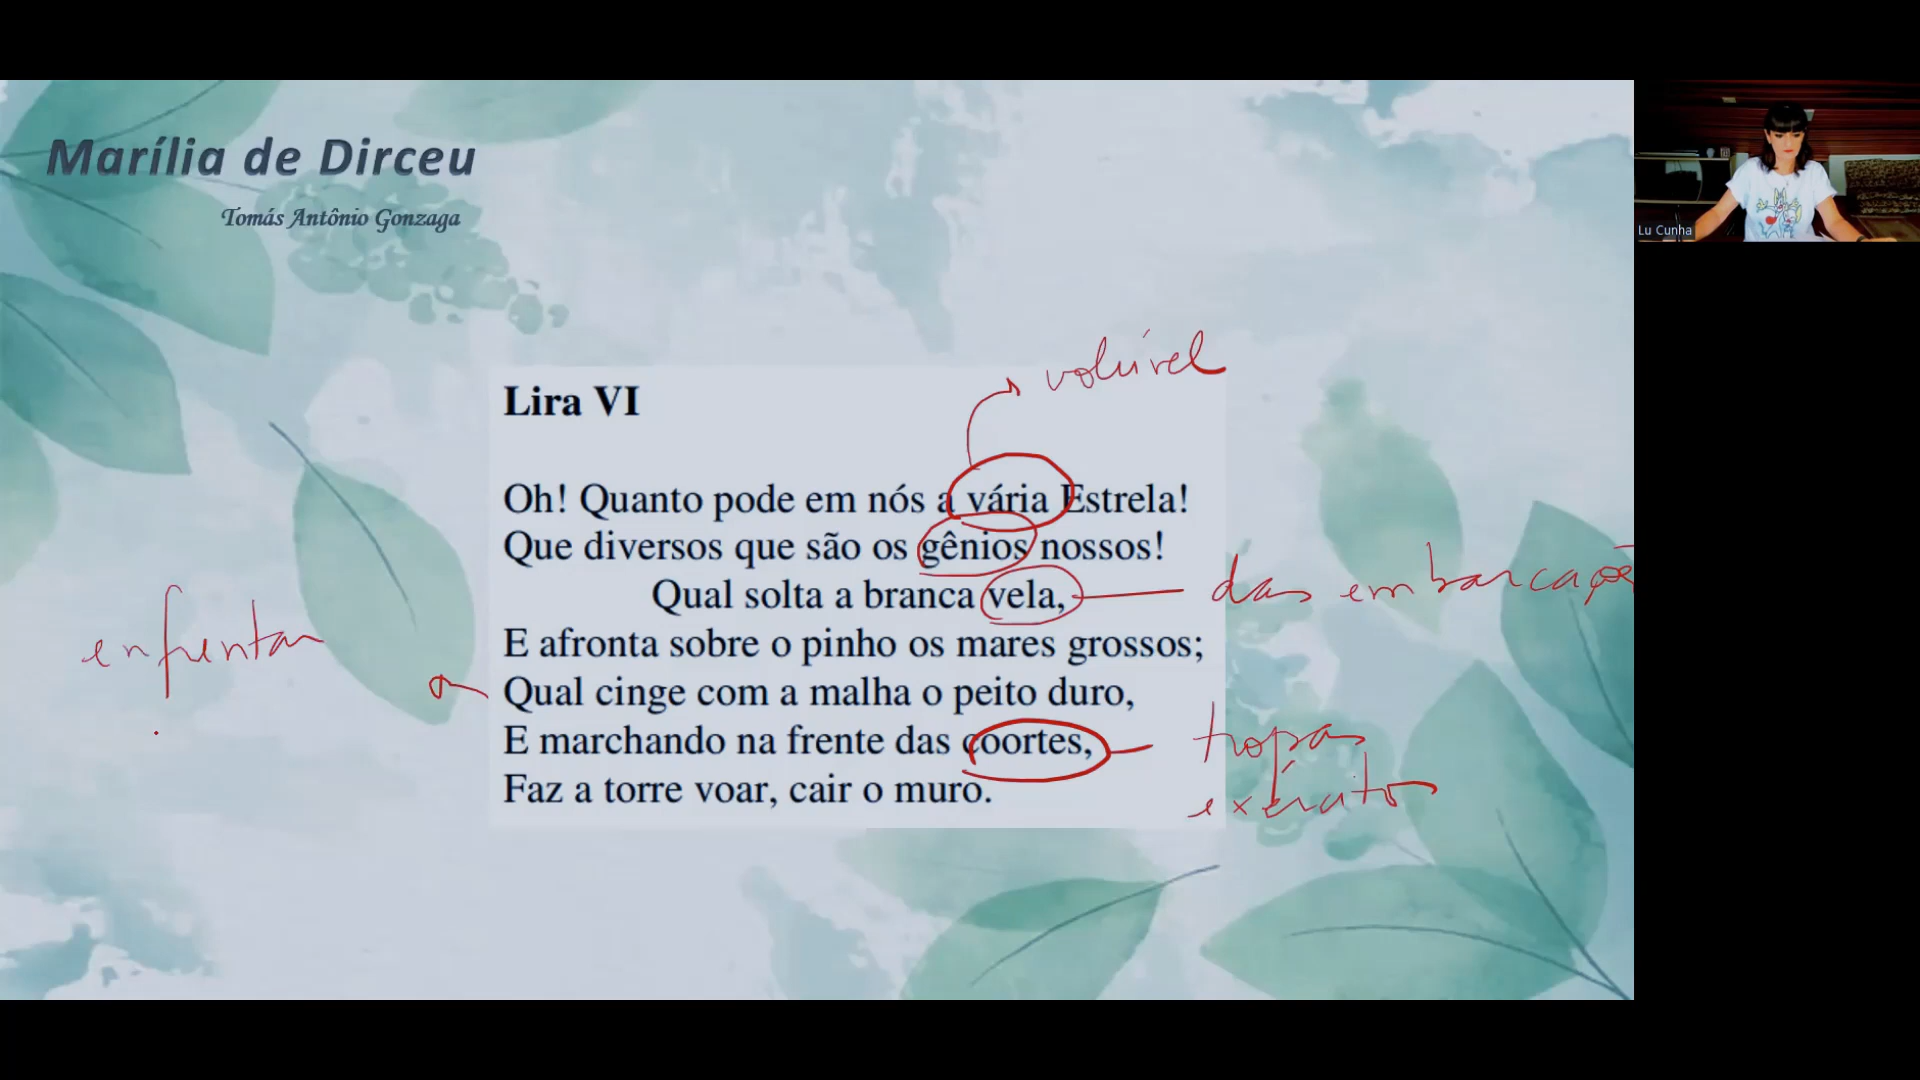 Marília de Dirceu
Tomás Antônio Gonzaga
Lu Cunha
volúvel
Lira VI
Oh! Quanto pode em nós a vária Estrela!
Que diversos que são os gênios nossos!
Qual solta a branca vela,
das embarcaçõe
E afronta sobre o pinho os mares grossos;
enfrentar
Qual cinge com a malha o peito duro,
E marchando na frente das coortes,
tropas
Faz a torre voar, cair o muro.
exército